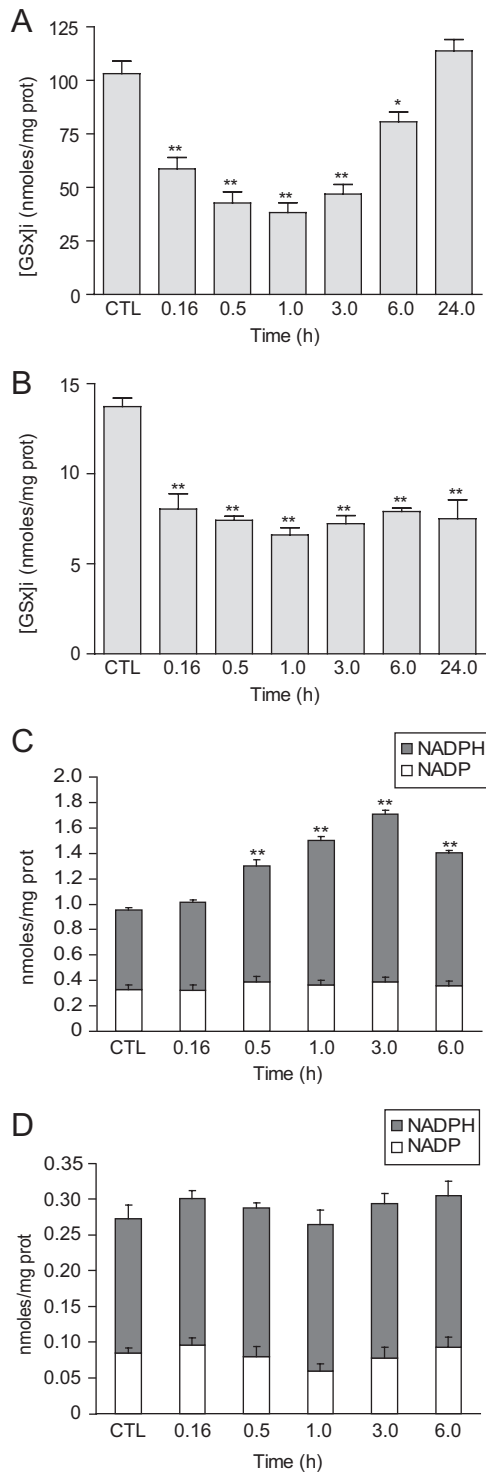 A
125
100
75
50
25
0
[GSx]i (nmoles/mg prot)
** ** ** ** *
CTL 0.16 0.5 1.0 3.0 6.0 24.0
Time (h)
B
15
10
5
0
[GSx]i (nmoles/mg prot)
** ** ** ** ** **
CTL 0.16 0.5 1.0 3.0 6.0 24.0
Time (h)
C
NADPH
NADP
2.0
1.8
1.6
1.4
1.2
1.0
0.8
0.6
0.4
0.2
0
nmoles/mg prot
** ** ** **
CTL 0.16 0.5 1.0 3.0 6.0
Time (h)
D
NADPH
NADP
0.35
0.30
0.25
0.20
0.15
0.10
0.05
0
nmoles/mg prot
CTL 0.16 0.5 1.0 3.0 6.0
Time (h)